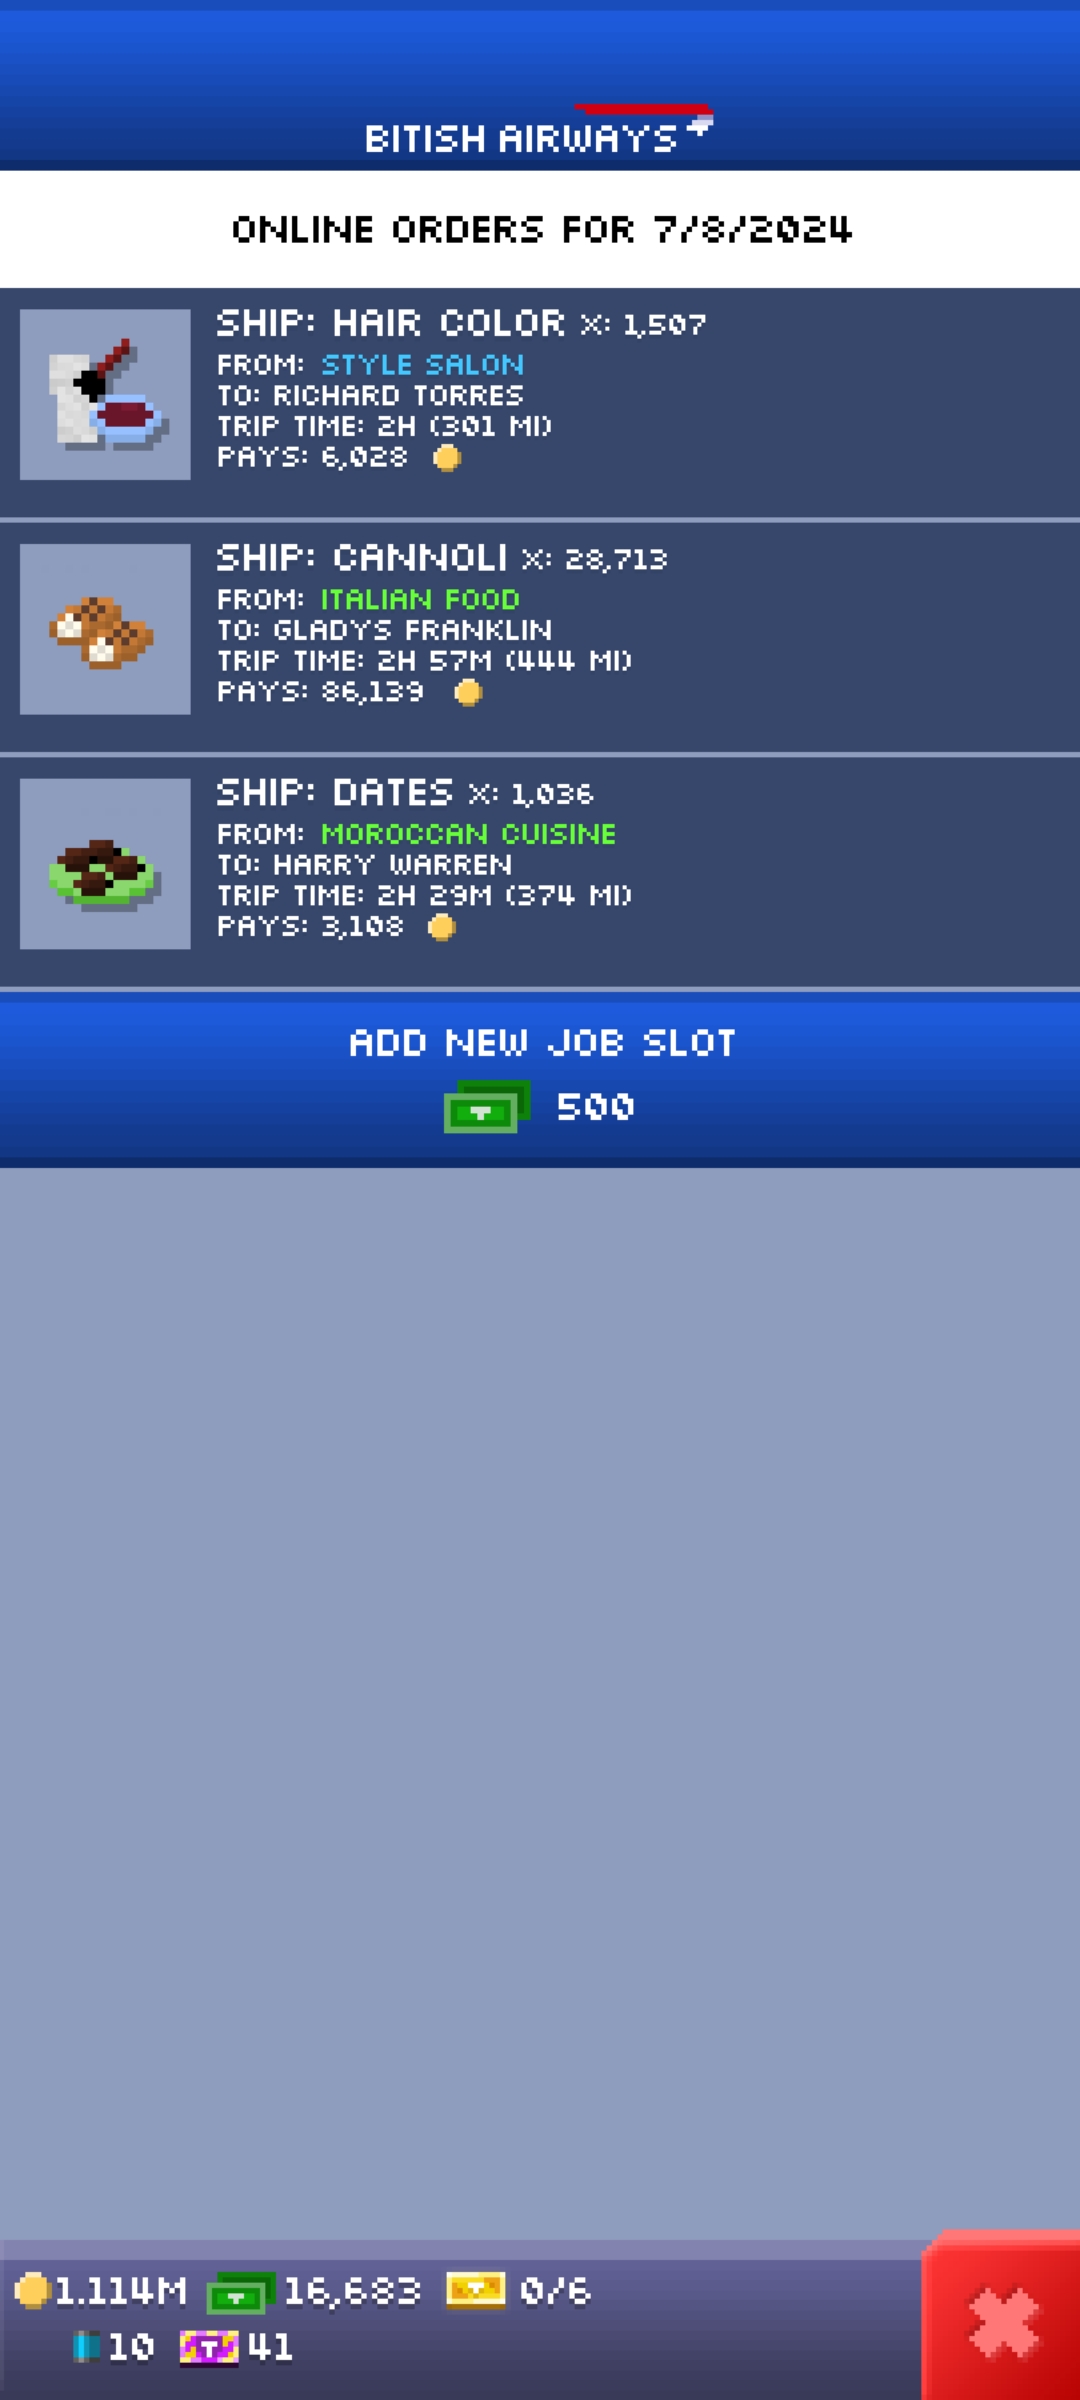 BITISH AIRWAYS
ONLINE ORDERS FOR 7/8/2024
SHIP: HAIR COLOR X: 1,507
FROM: STYLE SALON
TO: RICHARD TORRES
TRIP TIME: 2H (301 MI)
PAYS: 6,028
SHIP: CANNOLI X: 28,713
FROM: ITALIAN FOOD
TO: GLADYS FRANKLIN
TRIP TIME: 2H 57M (444 MI)
PAYS: 86,139
SHIP: DATES X: 1,036
FROM: MOROCCAN CUISINE
TO: HARRY WARREN
TRIP TIME: 2H 29M (374 MI)
PAYS: 3,108
ADD NEW JOB SLOT
500
1.114M 16,683 0/6
10 41